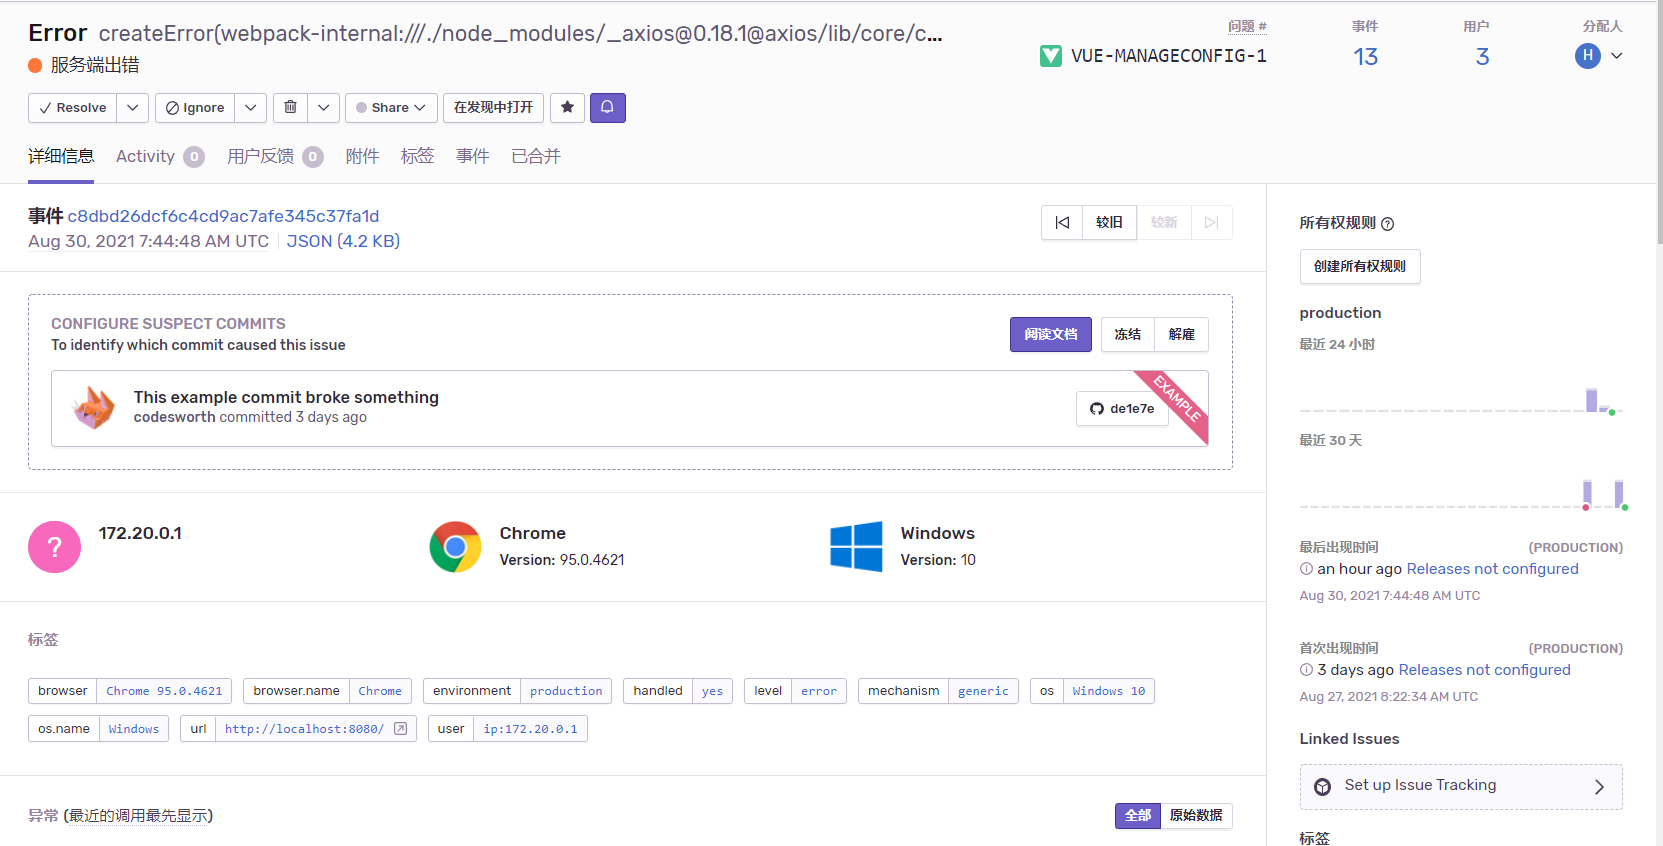 Error createError(webpack-internal:///./node_modules/_axios@0.18.1@axios/lib/core/c...
服务端出错
问题 # 事件 用户 分配人
VUE-MANAGECONFIG-1 13 3 H
Resolve Ignore Share 在发现中打开
详细信息 Activity 0 用户反馈 0 附件 标签 事件 已合并
事件 c8dbd26dcf6c4cd9ac7afe345c37fa1d
Aug 30, 2021 7:44:48 AM UTC JSON (4.2 KB)
较旧 较新
CONFIGURE SUSPECT COMMITS
To identify which commit caused this issue
阅读文档 冻结 解雇
This example commit broke something
codesworth committed 3 days ago
de1e7e
EXAMPLE
? 172.20.0.1
Chrome
Version: 95.0.4621
Windows
Version: 10
标签
browser Chrome 95.0.4621 browser.name Chrome environment production handled yes level error mechanism generic os Windows 10
os.name Windows url http://localhost:8080/ user ip:172.20.0.1
异常 (最近的调用最先显示)
全部 原始数据
所有权规则 ?
创建所有权规则
production
最近 24 小时
最近 30 天
最后出现时间 (PRODUCTION)
an hour ago Releases not configured
Aug 30, 2021 7:44:48 AM UTC
首次出现时间 (PRODUCTION)
3 days ago Releases not configured
Aug 27, 2021 8:22:34 AM UTC
Linked Issues
Set up Issue Tracking
标签